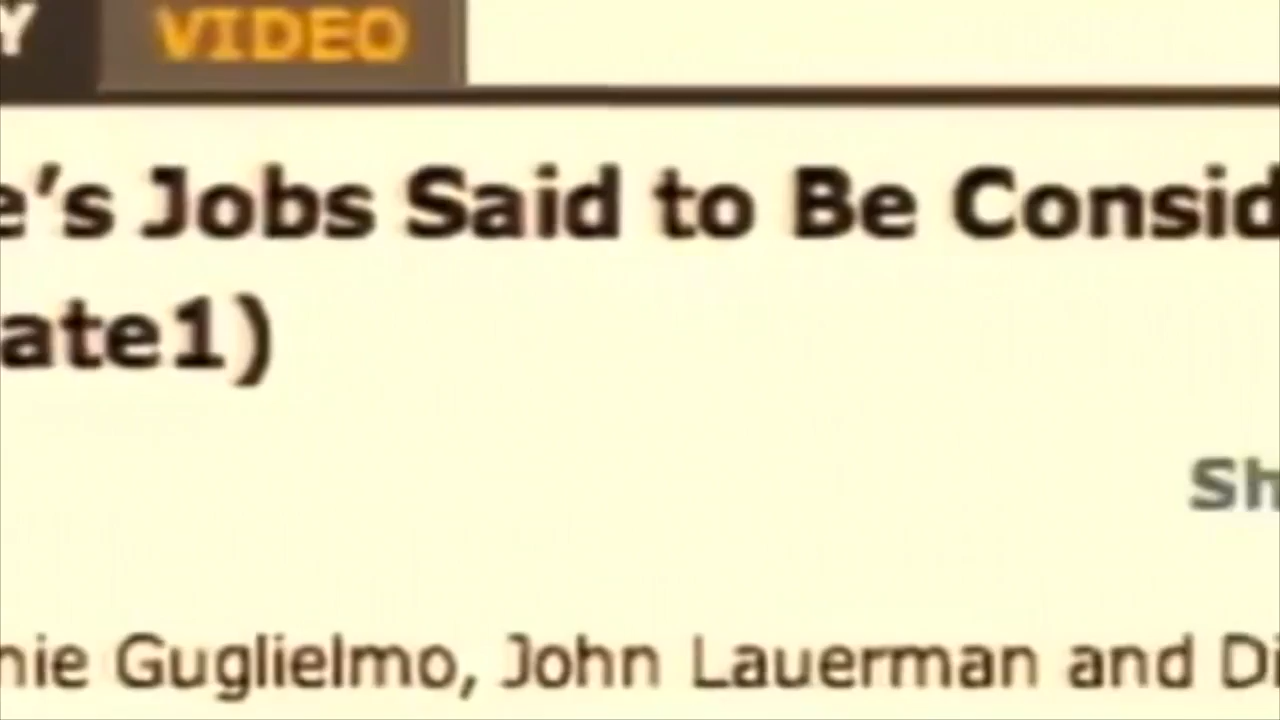 Y VIDEO
e’s Jobs Said to Be Consid
ate1)
Sh
nie Guglielmo, John Lauerman and Di